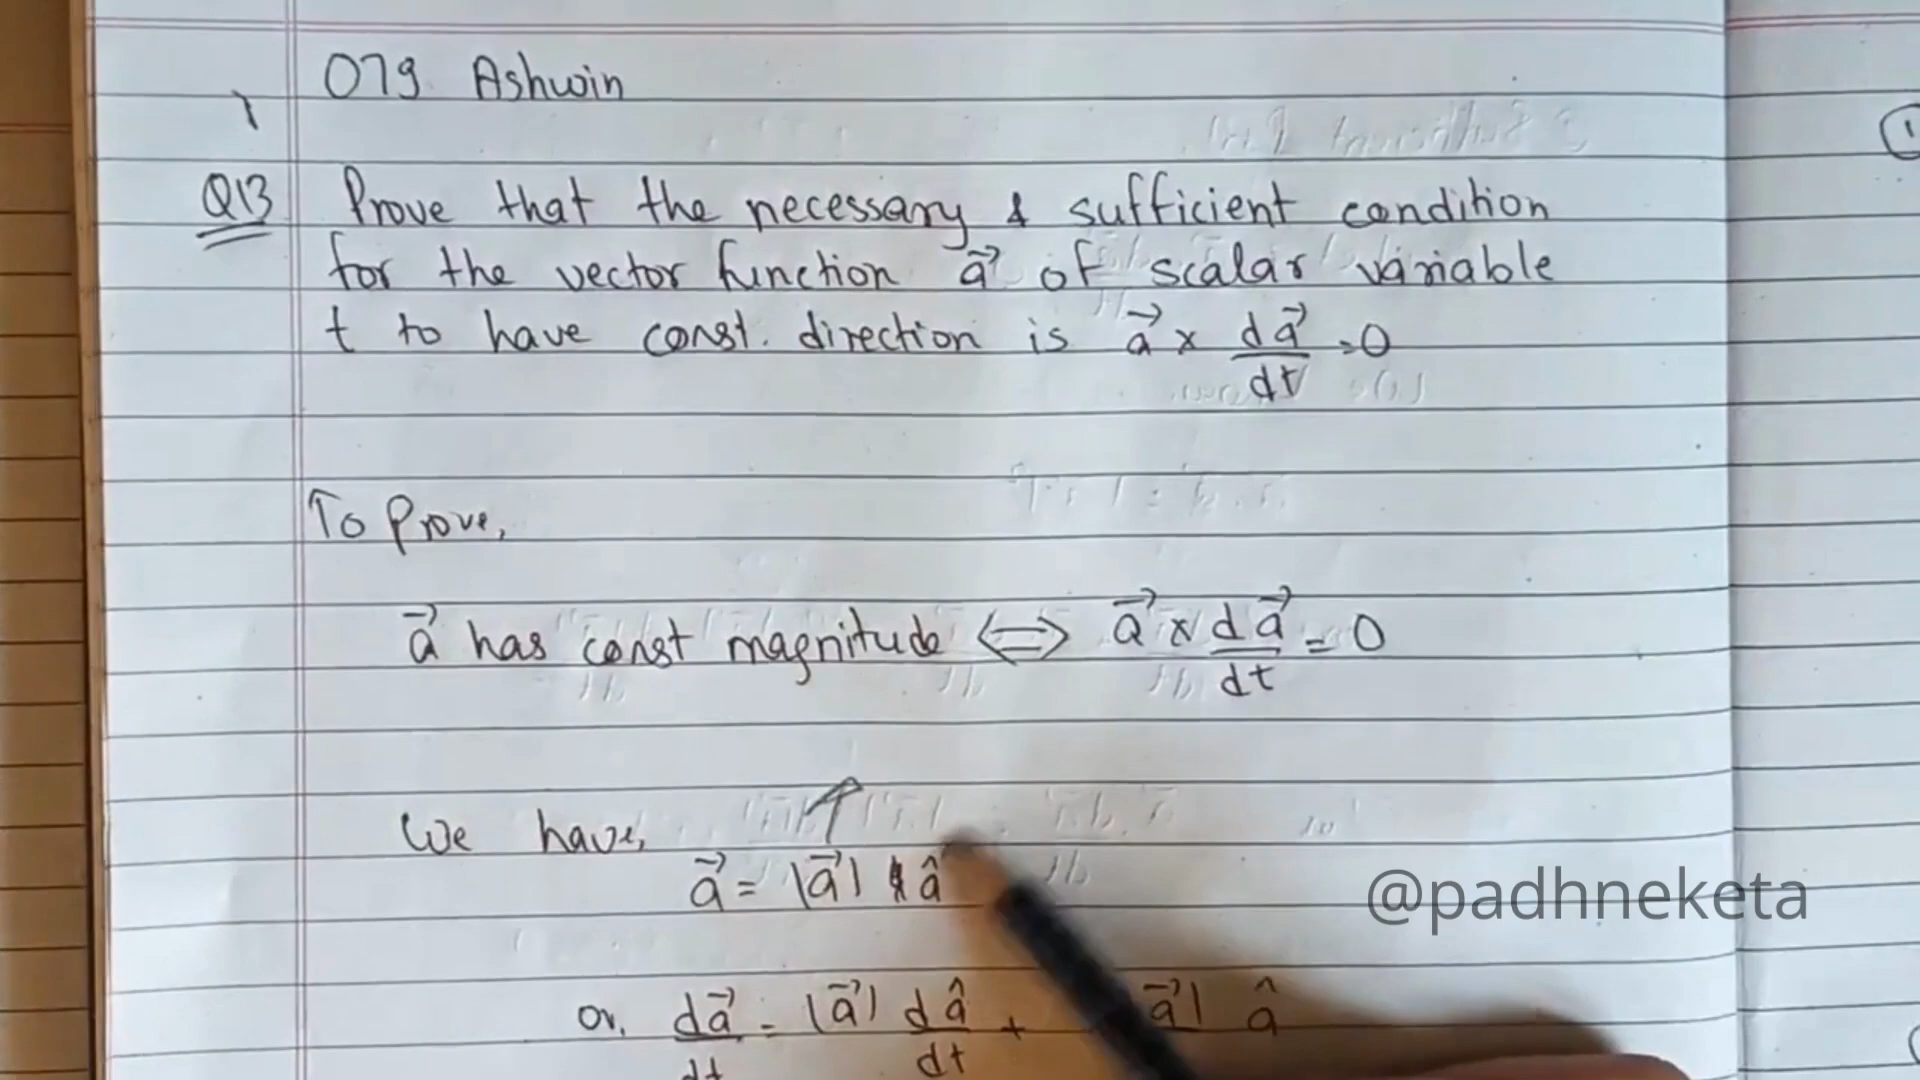 079 Ashwin
Q13 Prove that the necessary & sufficient condition
for the vector function a⃗ of scalar variable
t to have const. direction is a⃗ × da⃗/dt = 0
To Prove,
a⃗ has const magnitude ⟺ a⃗ × da⃗/dt = 0
We have,
a⃗ = |a⃗| â
@padhneketa
or, da⃗/dt = |a⃗| dâ/dt + a⃗| â